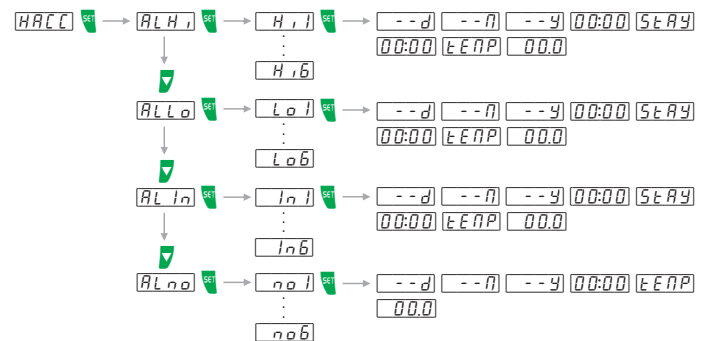 HACC SET ALHi SET Hi1 SET --d --M --y 00:00 StAY
00:00 tEMP 00.0
Hi6
ALLo SET Lo1 SET --d --M --y 00:00 StAY
00:00 tEMP 00.0
Lo6
ALIn SET In1 SET --d --M --y 00:00 StAY
00:00 tEMP 00.0
In6
ALno SET no1 SET --d --M --y 00:00 tEMP
00.0
no6